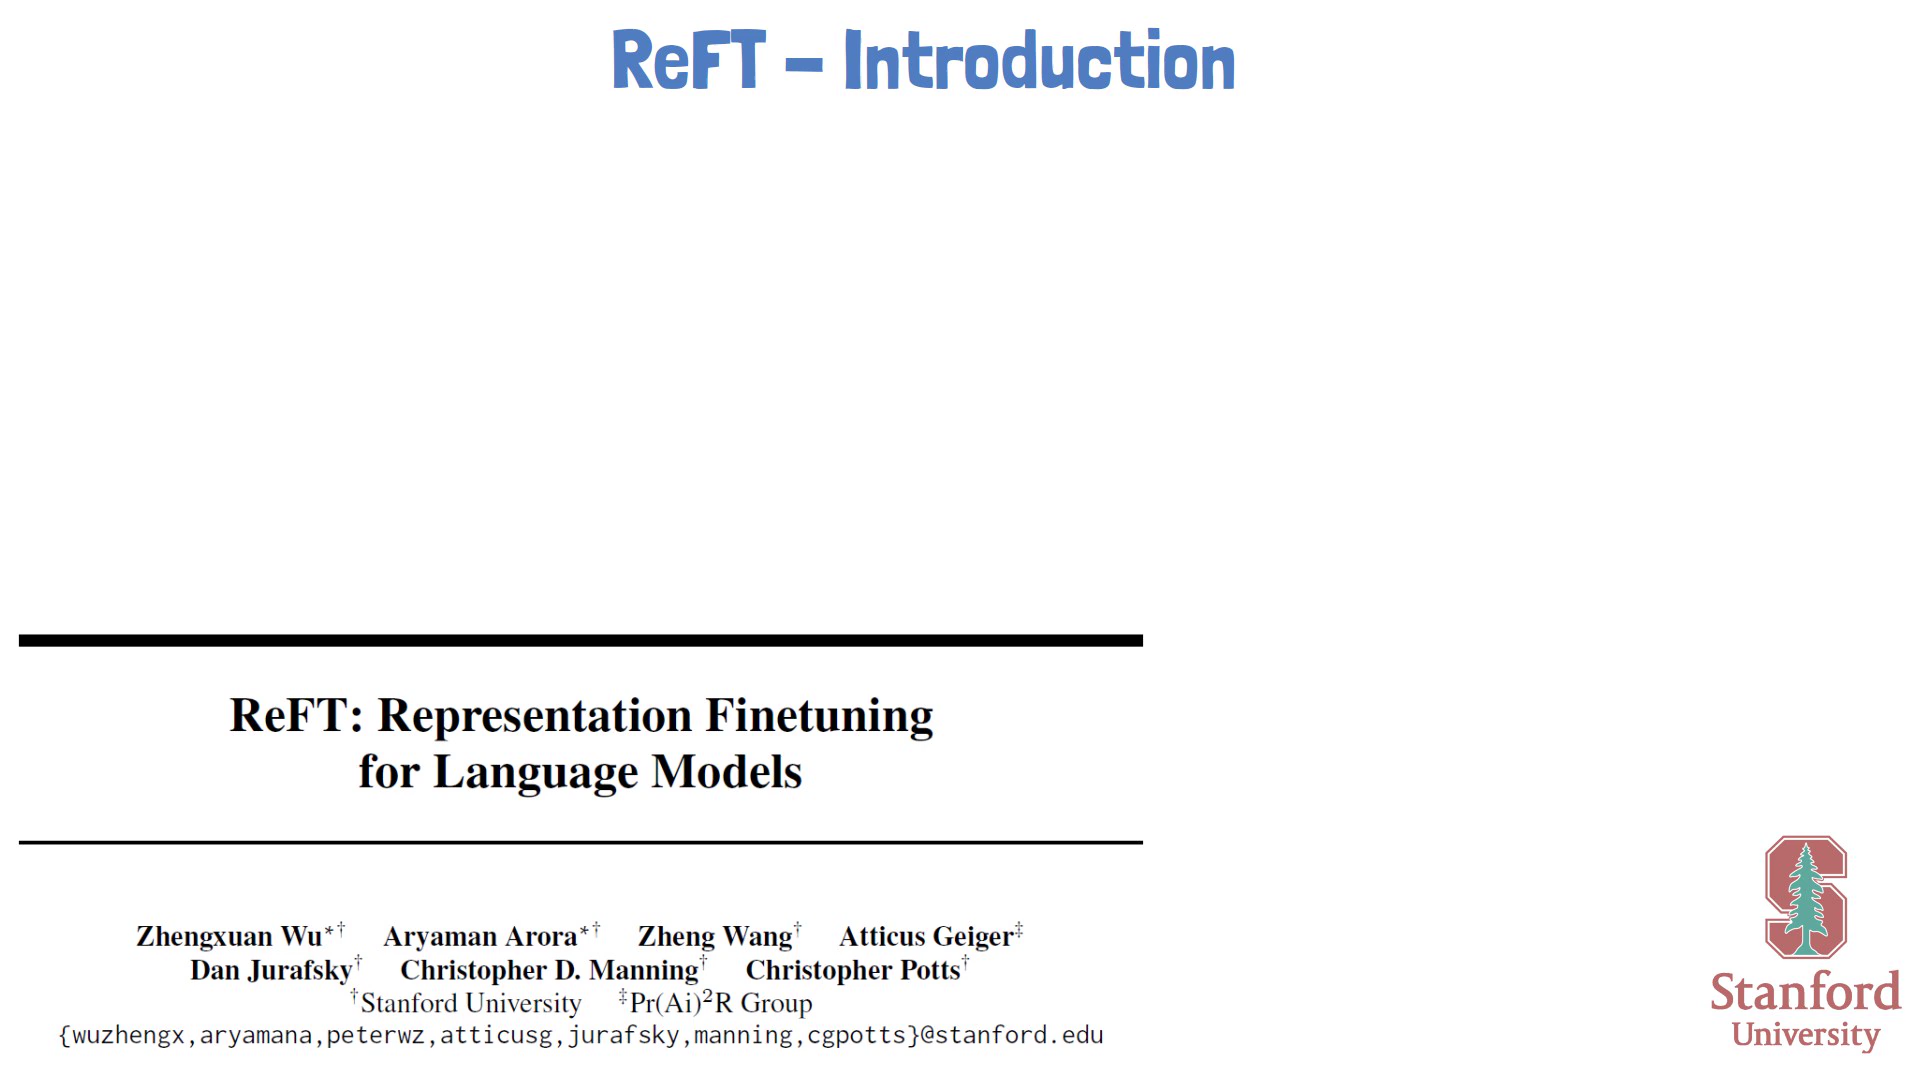 ReFT – Introduction
ReFT: Representation Finetuning
for Language Models
Zhengxuan Wu*† Aryaman Arora*† Zheng Wang† Atticus Geiger‡
Dan Jurafsky† Christopher D. Manning† Christopher Potts†
†Stanford University ‡Pr(Ai)²R Group
{wuzhengx,aryamana,peterwz,atticusg,jurafsky,manning,cgpotts}@stanford.edu
Stanford
University